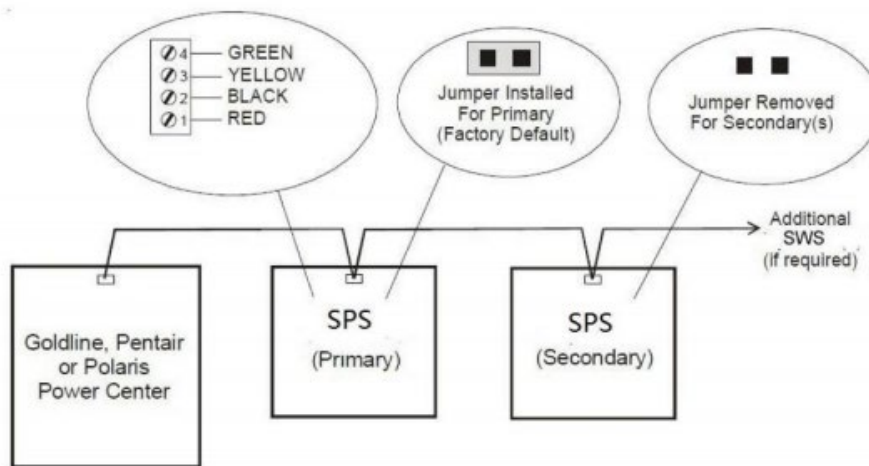 4 GREEN
3 YELLOW
2 BLACK
1 RED
Jumper Installed
For Primary
(Factory Default)
Jumper Removed
For Secondary(s)
Additional
SWS
(if required)
Goldline, Pentair
or Polaris
Power Center
SPS
(Primary)
SPS
(Secondary)